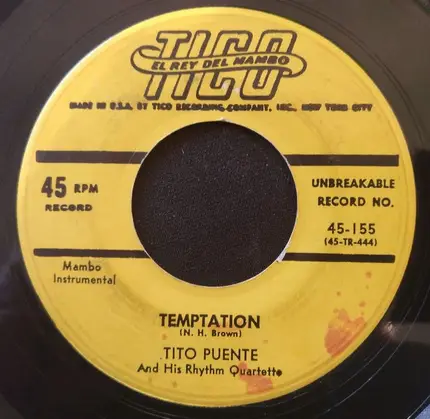 TICO
EL REY DEL MAMBO
MADE IN U.S.A. BY TICO RECORDING COMPANY, INC., NEW YORK CITY
45 RPM
RECORD
UNBREAKABLE
RECORD NO.
45-155
(45-TR-444)
Mambo
Instrumental
TEMPTATION
(N. H. Brown)
TITO PUENTE
And His Rhythm Quartette